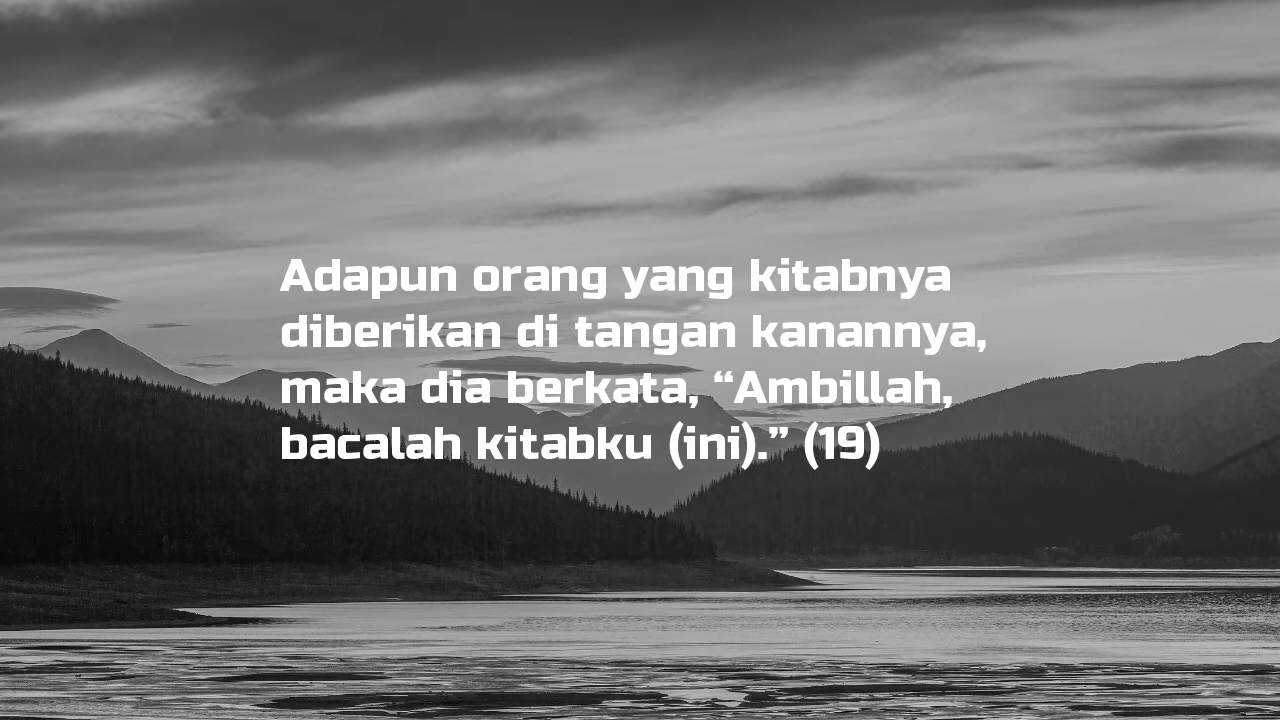 Adapun orang yang kitabnya
diberikan di tangan kanannya,
maka dia berkata, “Ambillah,
bacalah kitabku (ini).” (19)